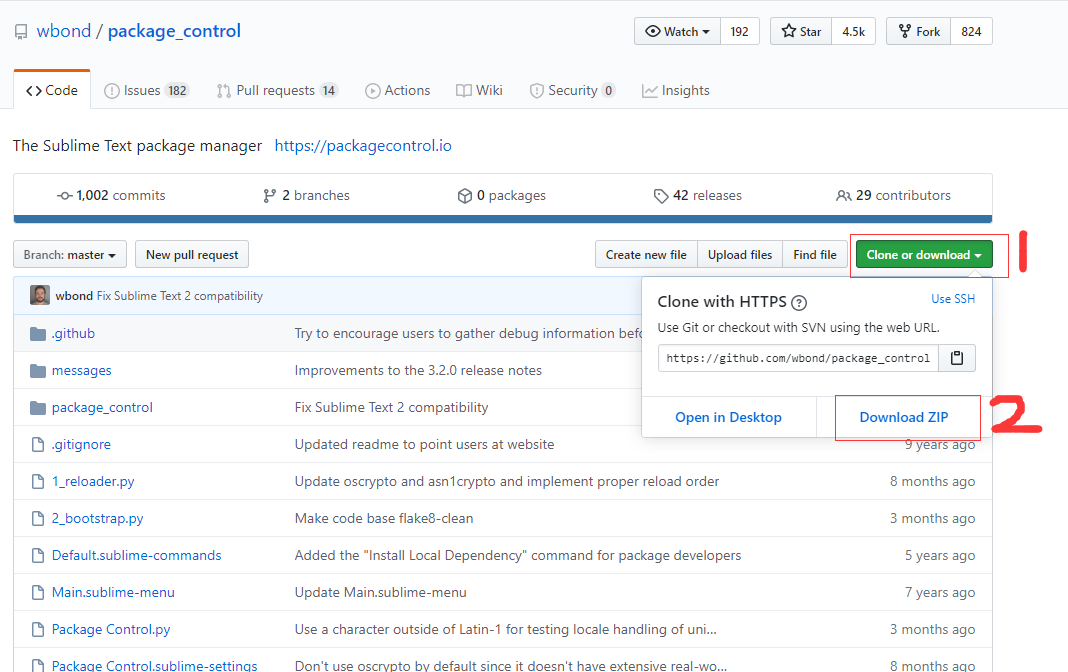 wbond / package_control
Watch 192 Star 4.5k Fork 824
Code Issues 182 Pull requests 14 Actions Wiki Security 0 Insights
The Sublime Text package manager https://packagecontrol.io
1,002 commits 2 branches 0 packages 42 releases 29 contributors
Branch: master New pull request Create new file Upload files Find file Clone or download 1
wbond Fix Sublime Text 2 compatibility
Clone with HTTPS ? Use SSH
Use Git or checkout with SVN using the web URL.
https://github.com/wbond/package_control
Open in Desktop Download ZIP 2
.github Try to encourage users to gather debug information
messages Improvements to the 3.2.0 release notes
package_control Fix Sublime Text 2 compatibility
.gitignore Updated readme to point users at website 9 years ago
1_reloader.py Update oscrypto and asn1crypto and implement proper reload order 8 months ago
2_bootstrap.py Make code base flake8-clean 3 months ago
Default.sublime-commands Added the "Install Local Dependency" command for package developers 5 years ago
Main.sublime-menu Update Main.sublime-menu 7 years ago
Package Control.py Use a character outside of Latin-1 for testing locale handling of uni... 3 months ago
Package Control.sublime-settings Don't use oscrypto by default since it doesn't have extensive real-wo... 8 months ago